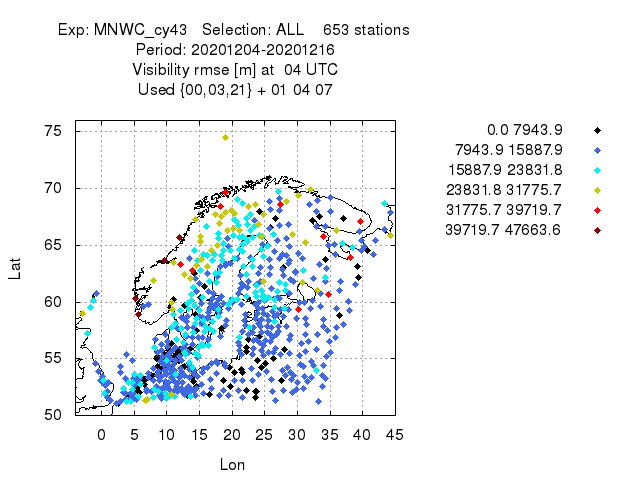 Exp: MNWC_cy43   Selection: ALL    653 stations
Period: 20201204-20201216
Visibility rmse [m] at  04 UTC
Used {00,03,21} + 01 04 07
0.0 7943.9
7943.9 15887.9
15887.9 23831.8
23831.8 31775.7
31775.7 39719.7
39719.7 47663.6
75
70
65
60
55
50
Lat
0 5 10 15 20 25 30 35 40 45
Lon